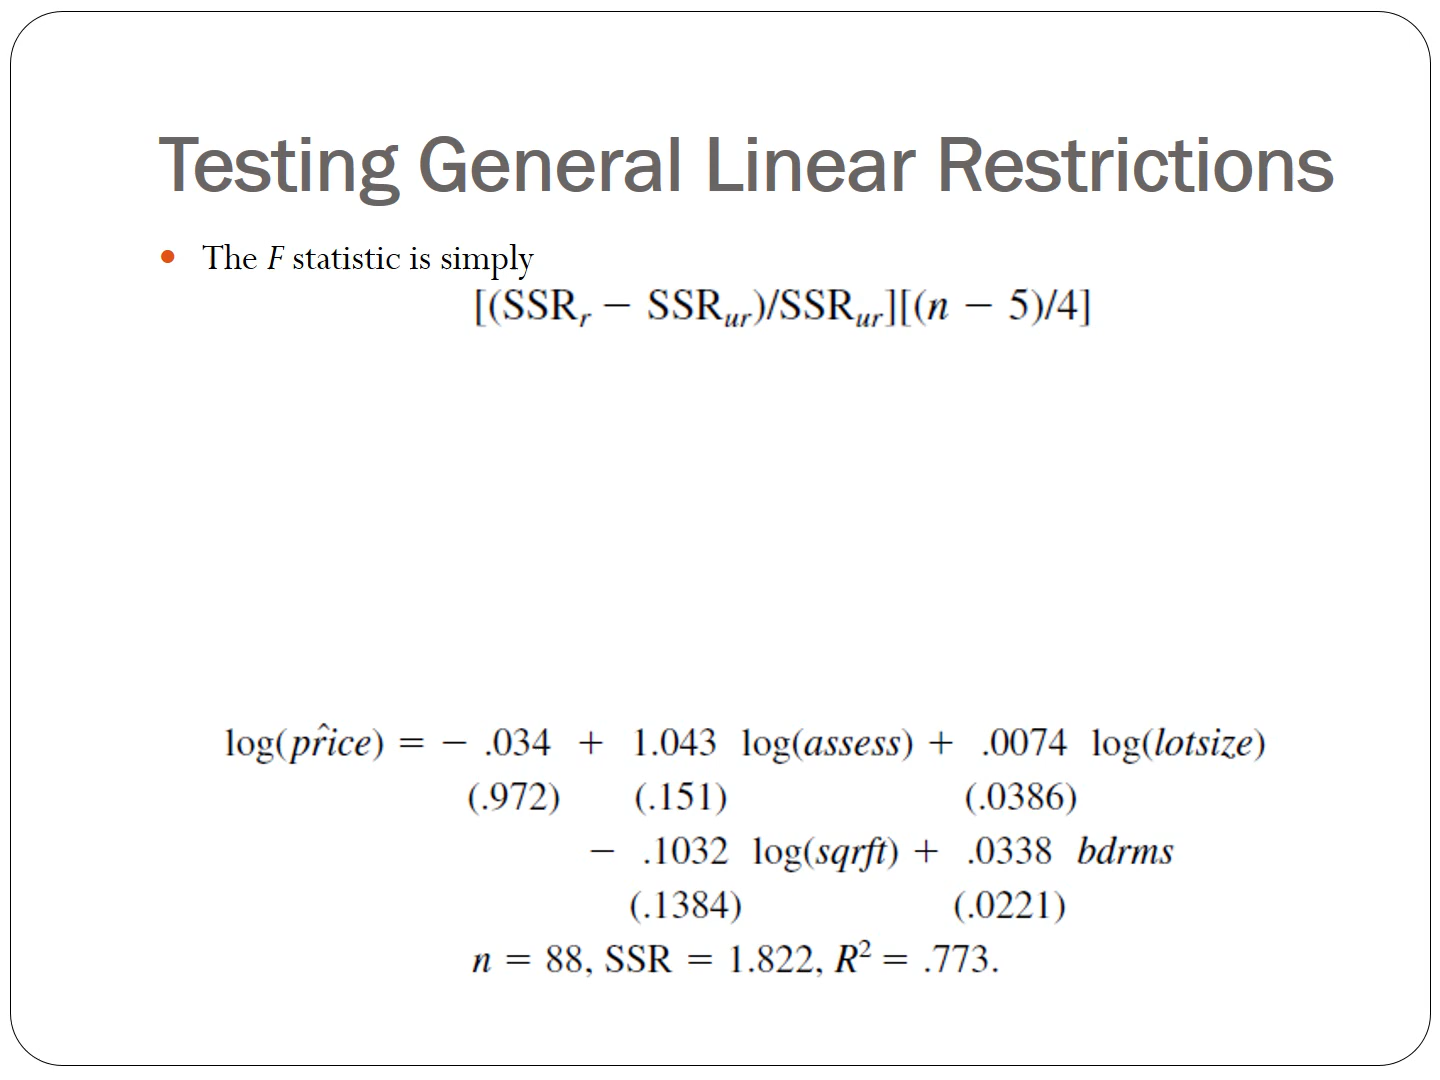 Testing General Linear Restrictions
• The F statistic is simply
[(SSR_r − SSR_ur)/SSR_ur][(n − 5)/4]
log(prîce) = − .034 + 1.043 log(assess) + .0074 log(lotsize)
(.972) (.151) (.0386)
− .1032 log(sqrft) + .0338 bdrms
(.1384) (.0221)
n = 88, SSR = 1.822, R² = .773.